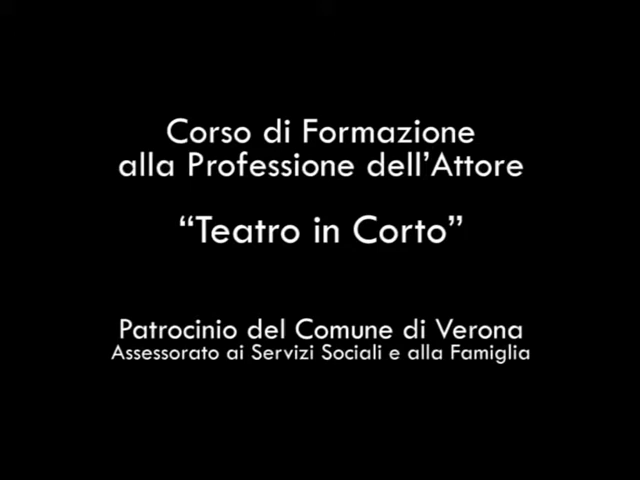 Corso di Formazione
alla Professione dell’Attore
“Teatro in Corto”
Patrocinio del Comune di Verona
Assessorato ai Servizi Sociali e alla Famiglia